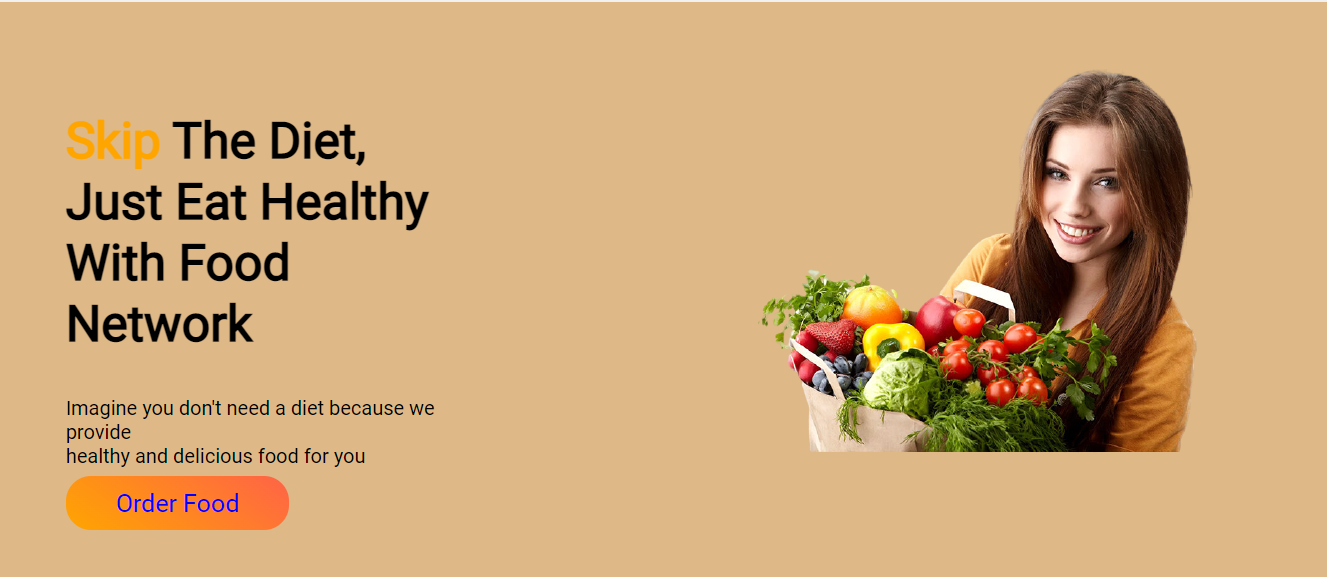 Skip The Diet,
Just Eat Healthy
With Food
Network
Imagine you don't need a diet because we
provide
healthy and delicious food for you
Order Food